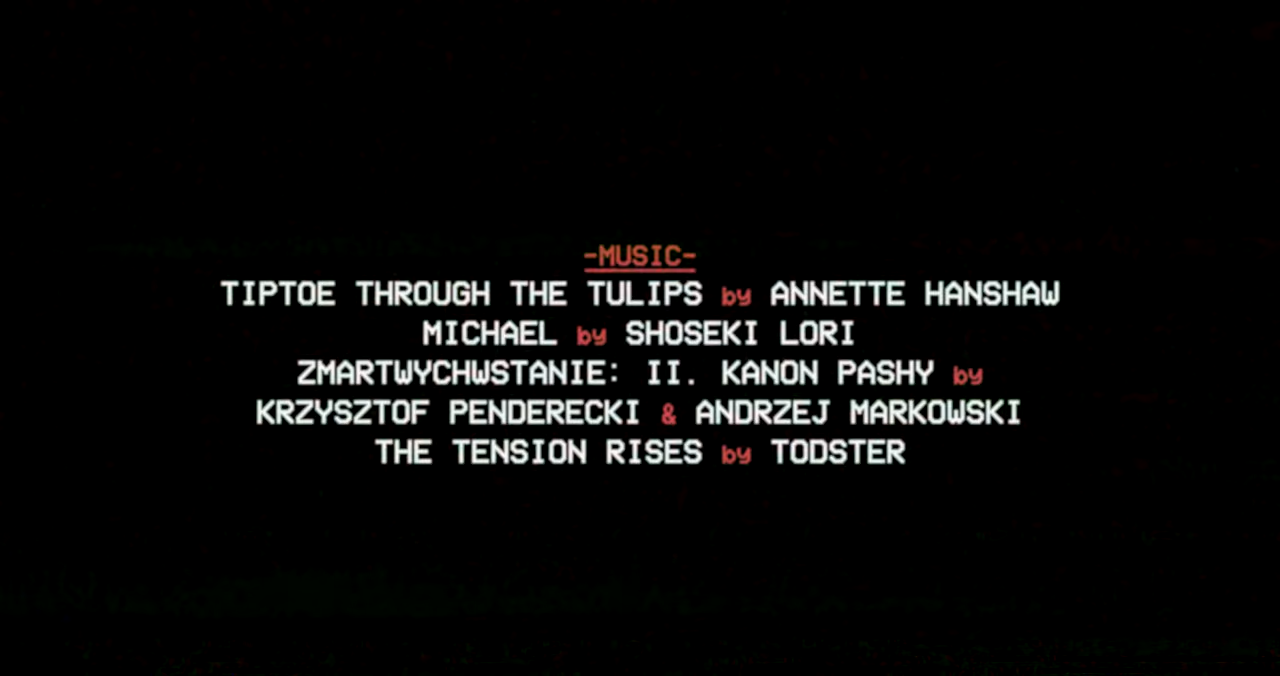 -MUSIC-
TIPTOE THROUGH THE TULIPS by ANNETTE HANSHAW
MICHAEL by SHOSEKI LORI
ZMARTWYCHWSTANIE: II. KANON PASHY by
KRZYSZTOF PENDERECKI & ANDRZEJ MARKOWSKI
THE TENSION RISES by TODSTER